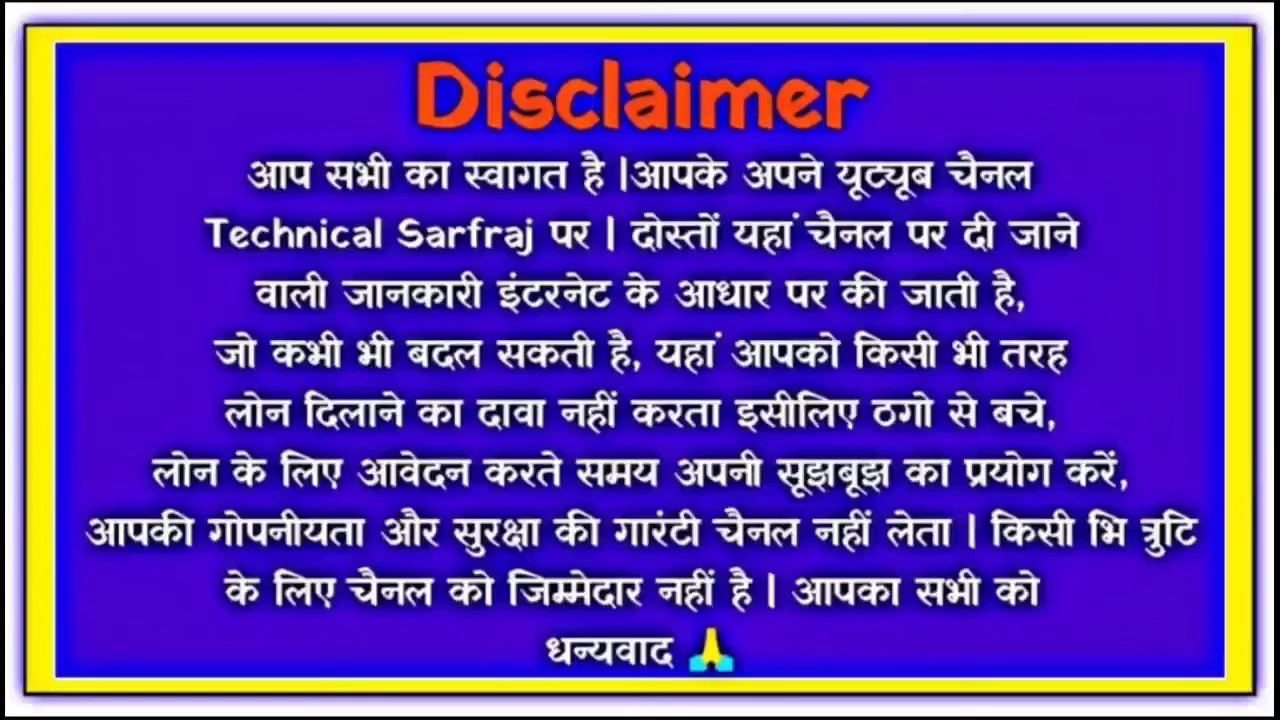 Disclaimer
आप सभी का स्वागत है |आपके अपने यूट्यूब चैनल
Technical Sarfraj पर | दोस्तों यहां चैनल पर दी जाने
वाली जानकारी इंटरनेट के आधार पर की जाती है,
जो कभी भी बदल सकती है, यहां आपको किसी भी तरह
लोन दिलाने का दावा नहीं करता इसीलिए ठगो से बचे,
लोन के लिए आवेदन करते समय अपनी सूझबूझ का प्रयोग करें,
आपकी गोपनीयता और सुरक्षा की गारंटी चैनल नहीं लेता | किसी भि त्रुटि
के लिए चैनल को जिम्मेदार नहीं है | आपका सभी को
धन्यवाद 🙏